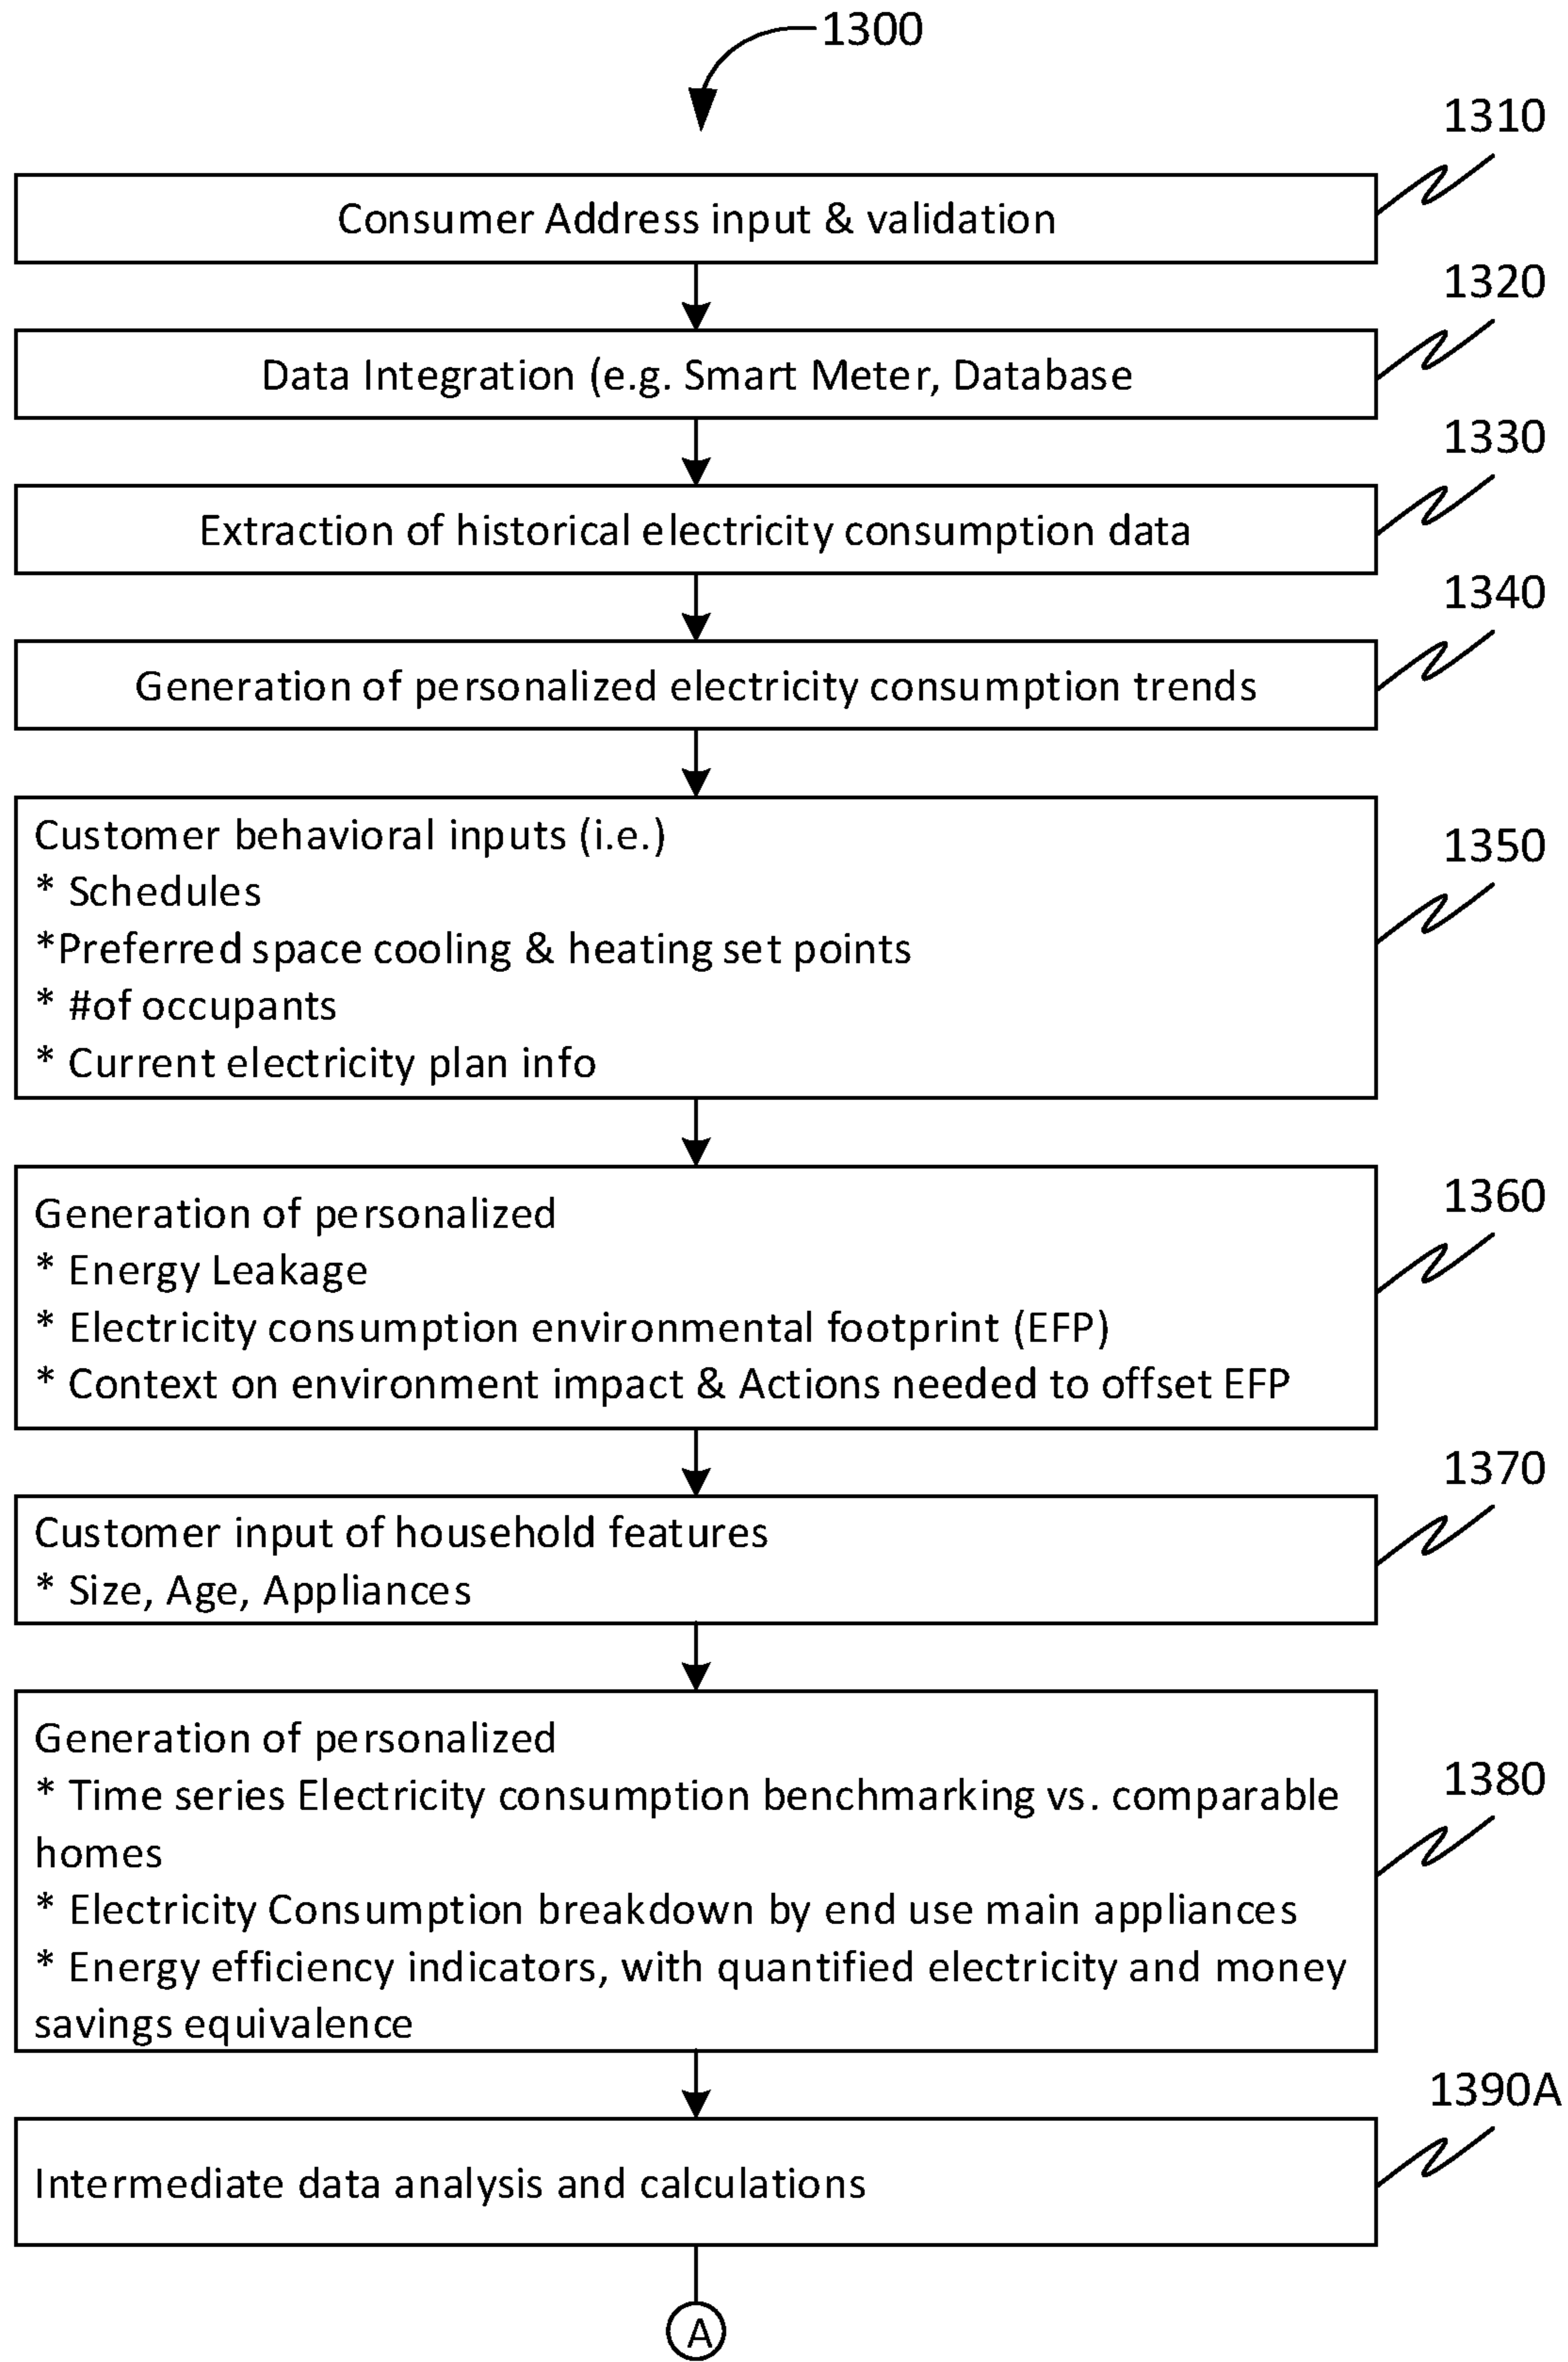 1300
1310
Consumer Address input & validation
1320
Data Integration (e.g. Smart Meter, Database
1330
Extraction of historical electricity consumption data
1340
Generation of personalized electricity consumption trends
1350
Customer behavioral inputs (i.e.)
* Schedules
*Preferred space cooling & heating set points
* #of occupants
* Current electricity plan info
1360
Generation of personalized
* Energy Leakage
* Electricity consumption environmental footprint (EFP)
* Context on environment impact & Actions needed to offset EFP
1370
Customer input of household features
* Size, Age, Appliances
1380
Generation of personalized
* Time series Electricity consumption benchmarking vs. comparable
homes
* Electricity Consumption breakdown by end use main appliances
* Energy efficiency indicators, with quantified electricity and money
savings equivalence
1390A
Intermediate data analysis and calculations
A